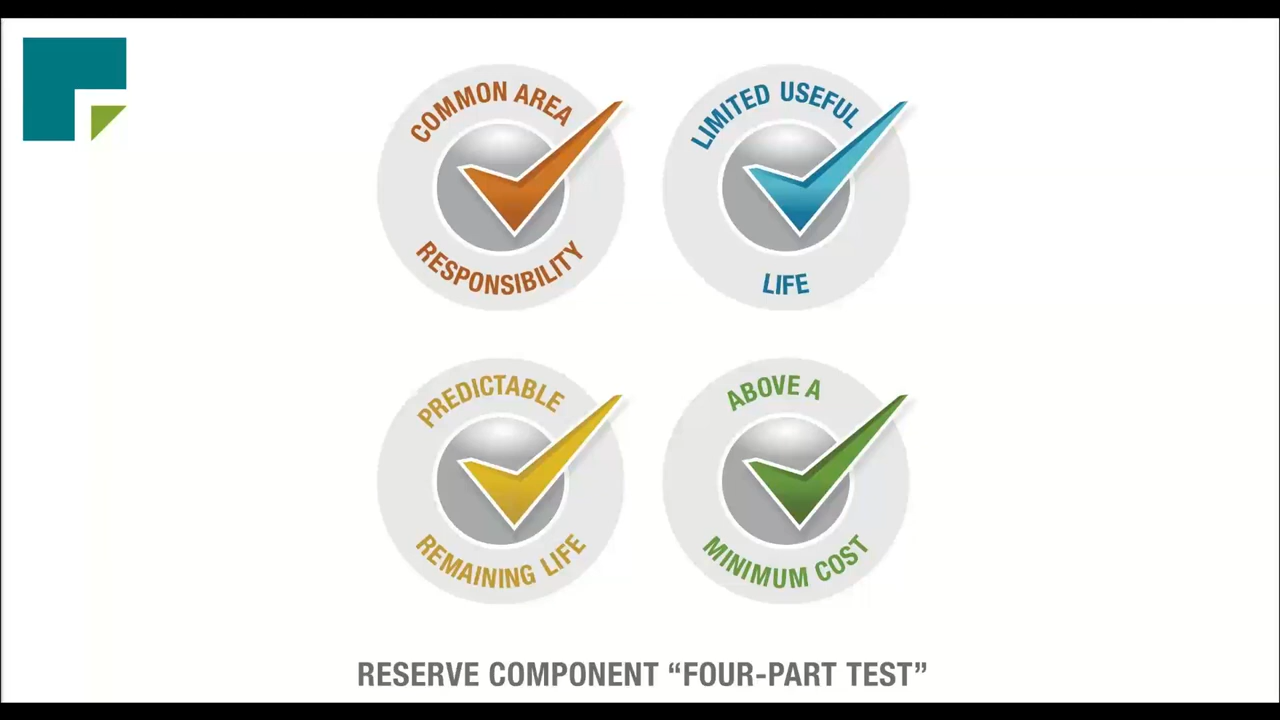 COMMON AREA
RESPONSIBILITY
LIMITED USEFUL
LIFE
PREDICTABLE
REMAINING LIFE
ABOVE A
MINIMUM COST
RESERVE COMPONENT “FOUR-PART TEST”